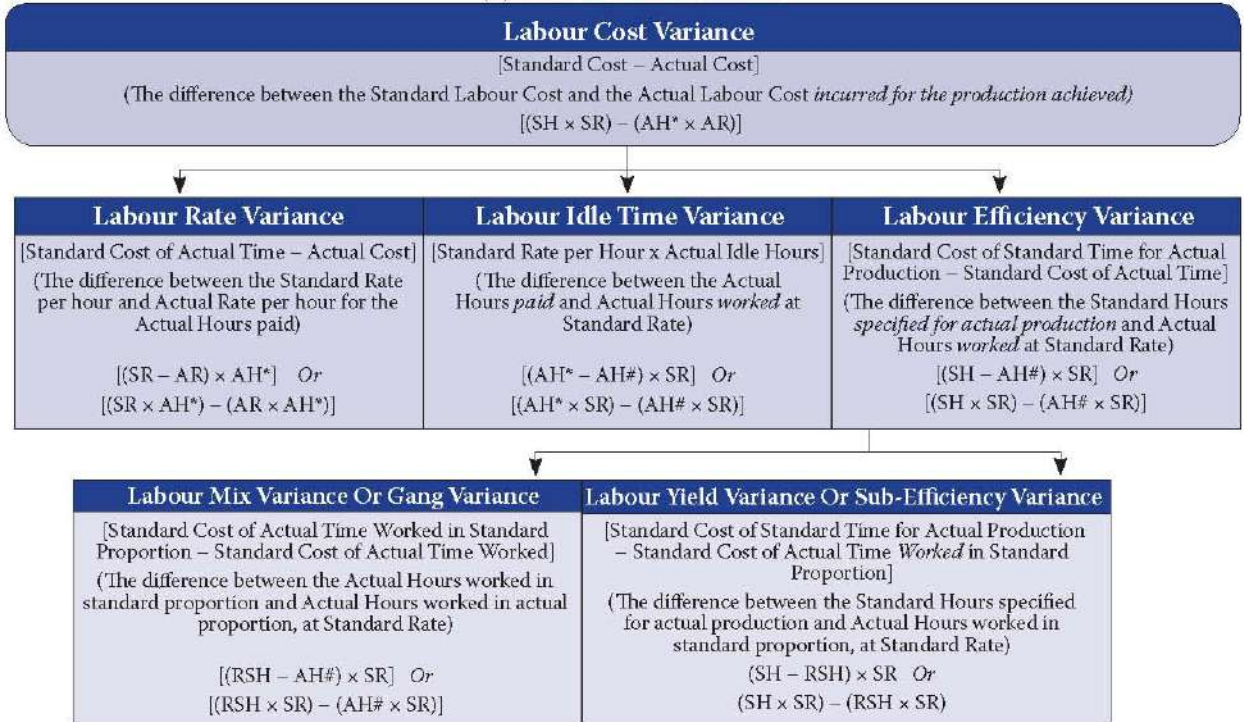 Labour Cost Variance
[Standard Cost – Actual Cost]
(The difference between the Standard Labour Cost and the Actual Labour Cost incurred for the production achieved)
[(SH × SR) – (AH* × AR)]
Labour Rate Variance
[Standard Cost of Actual Time – Actual Cost]
(The difference between the Standard Rate
per hour and Actual Rate per hour for the
Actual Hours paid)
[(SR – AR) × AH*] Or
[(SR × AH*) – (AR × AH*)]
Labour Idle Time Variance
[Standard Rate per Hour x Actual Idle Hours]
(The difference between the Actual
Hours paid and Actual Hours worked at
Standard Rate)
[(AH* – AH#) × SR] Or
[(AH* × SR) – (AH# × SR)]
Labour Efficiency Variance
[Standard Cost of Standard Time for Actual
Production – Standard Cost of Actual Time]
(The difference between the Standard Hours
specified for actual production and Actual
Hours worked at Standard Rate)
[(SH – AH#) × SR] Or
[(SH × SR) – (AH# × SR)]
Labour Mix Variance Or Gang Variance
[Standard Cost of Actual Time Worked in Standard
Proportion – Standard Cost of Actual Time Worked]
(The difference between the Actual Hours worked in
standard proportion and Actual Hours worked in actual
proportion, at Standard Rate)
[(RSH – AH#) × SR] Or
[(RSH × SR) – (AH# × SR)]
Labour Yield Variance Or Sub-Efficiency Variance
[Standard Cost of Standard Time for Actual Production
– Standard Cost of Actual Time Worked in Standard
Proportion]
(The difference between the Standard Hours specified
for actual production and Actual Hours worked in
standard proportion, at Standard Rate)
(SH – RSH) × SR Or
(SH × SR) – (RSH × SR)